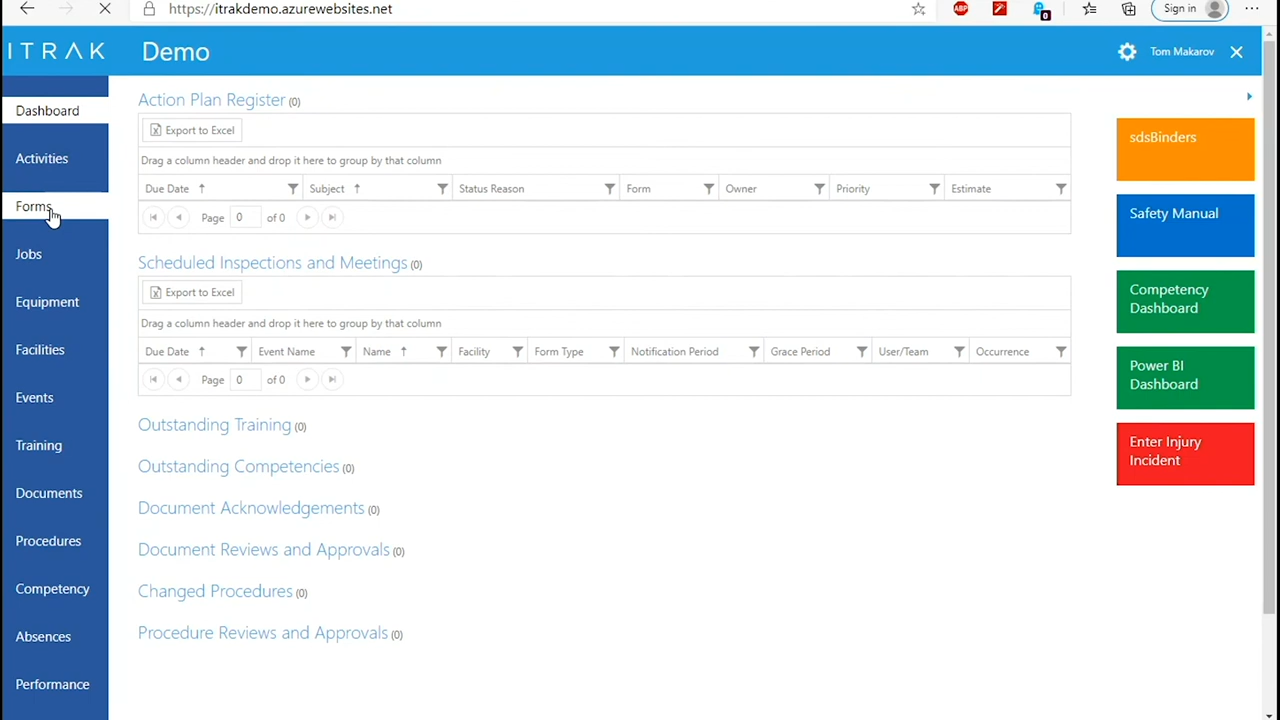 https://itrakdemo.azurewebsites.net
ABP
0
Sign in
ITRAK
Demo
Tom Makarov
Dashboard
Activities
Forms
Jobs
Equipment
Facilities
Events
Training
Documents
Procedures
Competency
Absences
Performance
Action Plan Register (0)
Export to Excel
Drag a column header and drop it here to group by that column
Due Date Subject Status Reason Form Owner Priority Estimate
Page 0 of 0
Scheduled Inspections and Meetings (0)
Export to Excel
Drag a column header and drop it here to group by that column
Due Date Event Name Name Facility Form Type Notification Period Grace Period User/Team Occurrence
Page 0 of 0
Outstanding Training (0)
Outstanding Competencies (0)
Document Acknowledgements (0)
Document Reviews and Approvals (0)
Changed Procedures (0)
Procedure Reviews and Approvals (0)
sdsBinders
Safety Manual
Competency
Dashboard
Power BI
Dashboard
Enter Injury
Incident